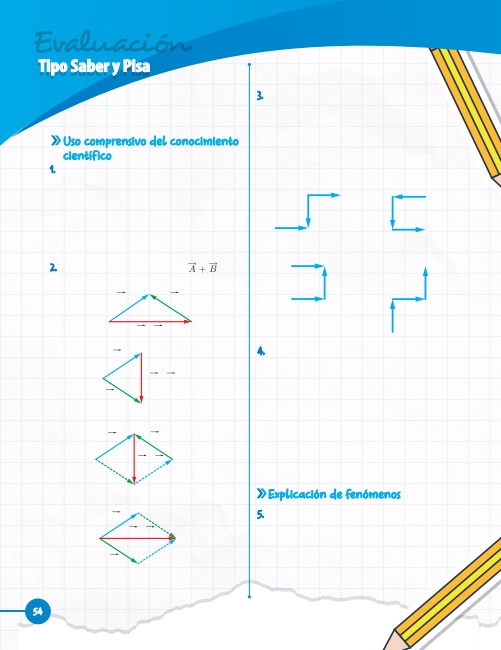 Evaluación
Tipo Saber y Pisa
Uso comprensivo del conocimiento
científico
1.
2.
A + B
3.
4.
Explicación de fenómenos
5.
54